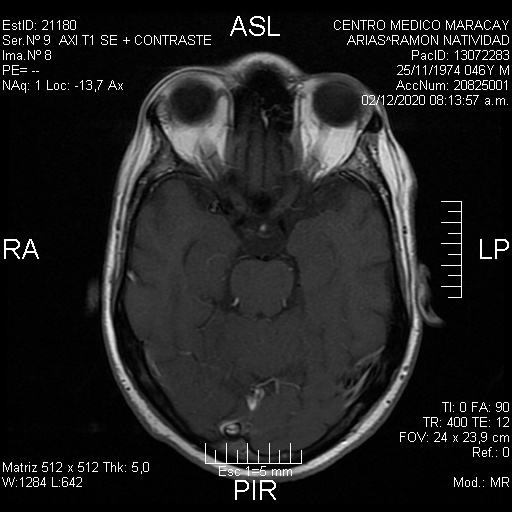 EstID: 21180
Ser.Nº 9 AXI T1 SE + CONTRASTE
Ima.Nº 8
PE= --
NAq: 1 Loc: -13,7 Ax
ASL
CENTRO MEDICO MARACAY
ARIAS^RAMON NATIVIDAD
PacID: 13072283
25/11/1974 046Y M
AccNum: 20825001
02/12/2020 08:13:57 a.m.
RA
LP
TI: 0 FA: 90
TR: 400 TE: 12
FOV: 24 x 23,9 cm
Ref.: 0
Mod.: MR
Matriz 512 x 512 Thk: 5,0
W:1284 L:642
Esc 1=5 mm
PIR